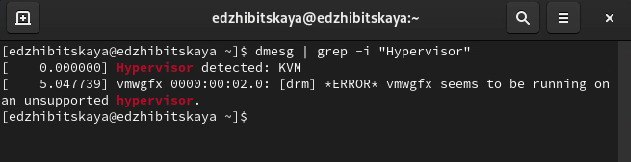 edzhibitskaya@edzhibitskaya:~
[edzhibitskaya@edzhibitskaya ~]$ dmesg | grep -i "Hypervisor"
[    0.000000] Hypervisor detected: KVM
[    5.047739] vmwgfx 0000:00:02.0: [drm] *ERROR* vmwgfx seems to be running on
an unsupported hypervisor.
[edzhibitskaya@edzhibitskaya ~]$